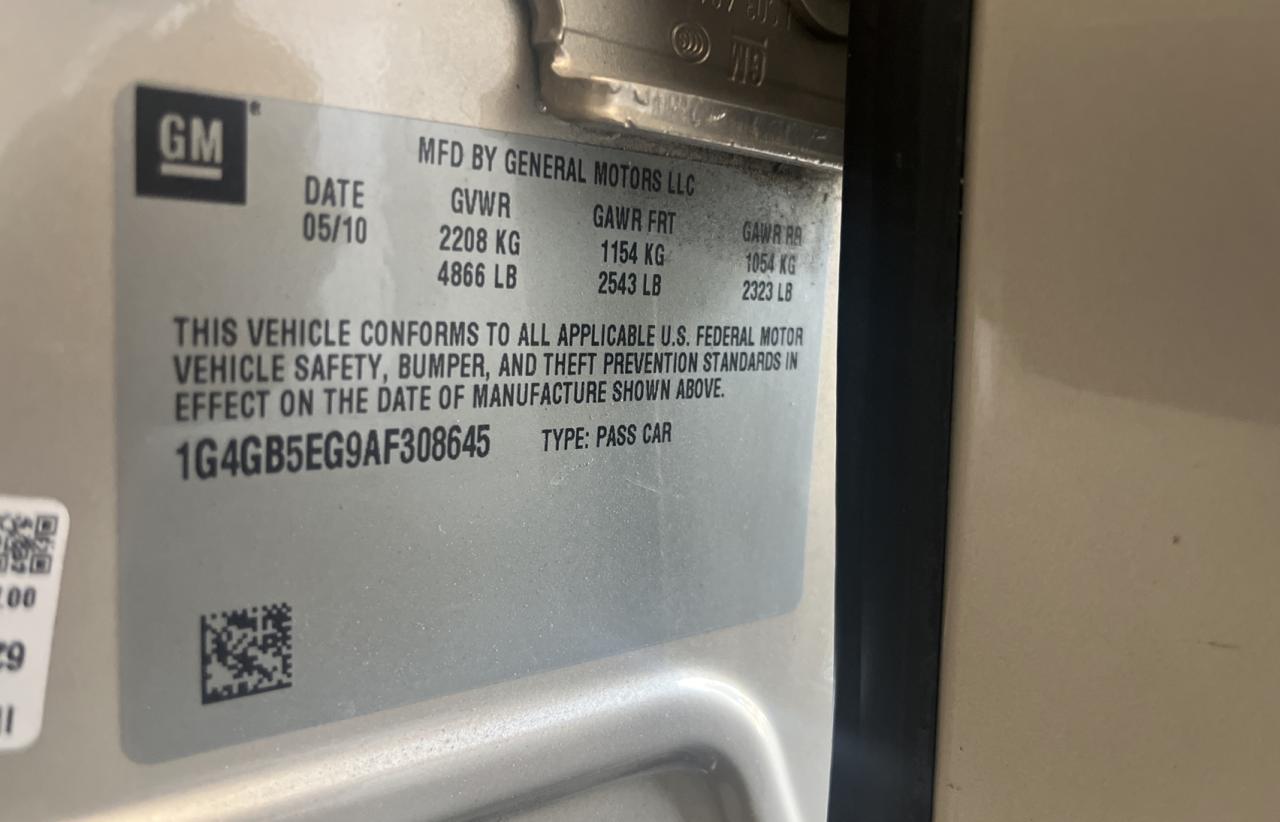 GM
GM ®
MFD BY GENERAL MOTORS LLC
DATE GVWR GAWR FRT GAWR RR
05/10 2208 KG 1154 KG 1054 KG
4866 LB 2543 LB 2323 LB
THIS VEHICLE CONFORMS TO ALL APPLICABLE U.S. FEDERAL MOTOR
VEHICLE SAFETY, BUMPER, AND THEFT PREVENTION STANDARDS IN
EFFECT ON THE DATE OF MANUFACTURE SHOWN ABOVE.
1G4GB5EG9AF308645 TYPE: PASS CAR